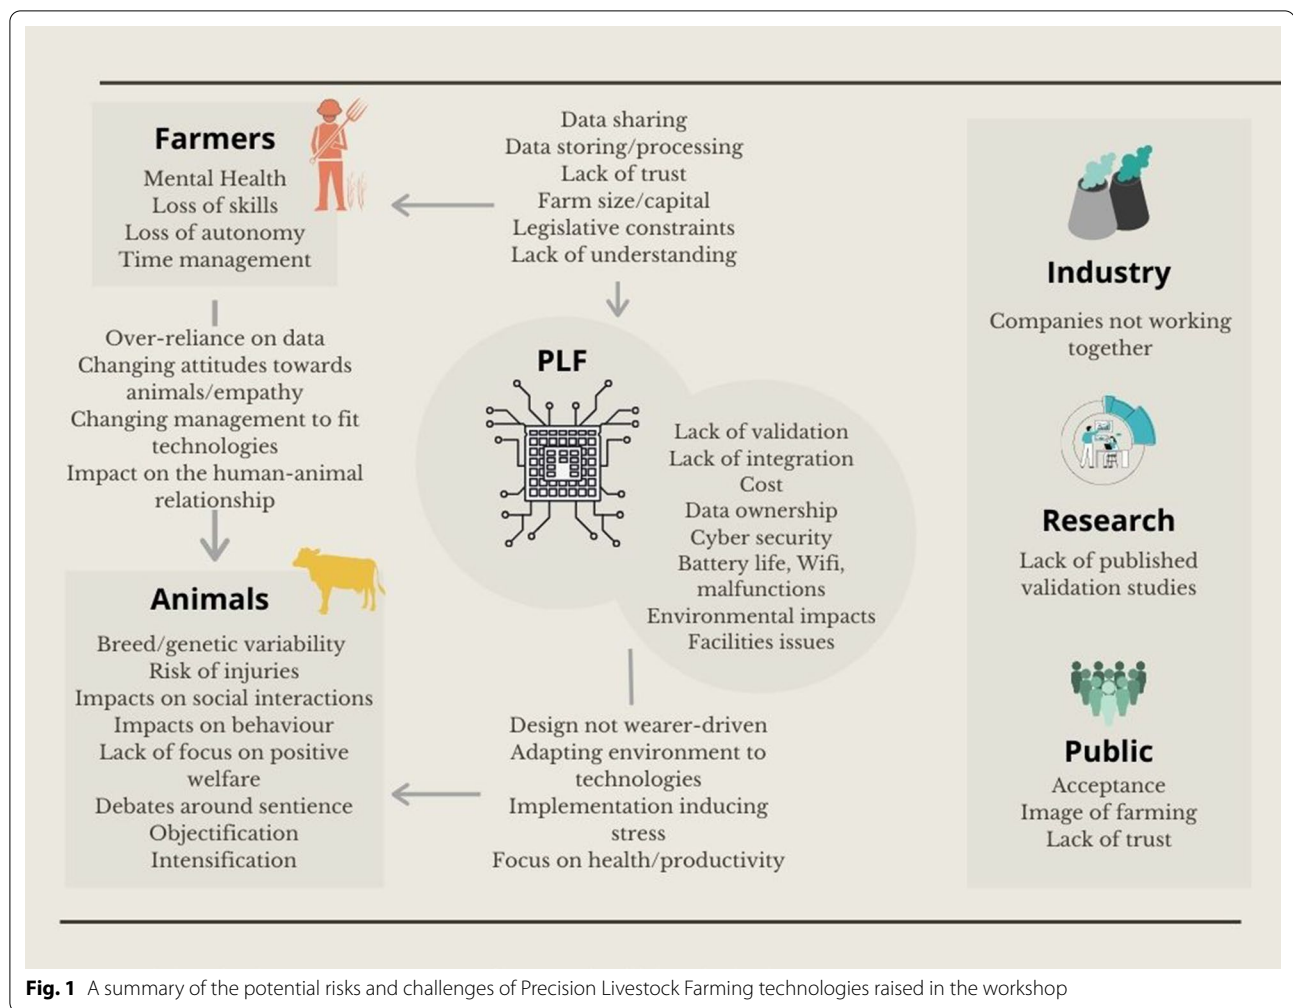 Farmers
Mental Health
Loss of skills
Loss of autonomy
Time management
Data sharing
Data storing/processing
Lack of trust
Farm size/capital
Legislative constraints
Lack of understanding
Over-reliance on data
Changing attitudes towards
animals/empathy
Changing management to fit
technologies
Impact on the human-animal
relationship
PLF
Lack of validation
Lack of integration
Cost
Data ownership
Cyber security
Battery life, Wifi,
malfunctions
Environmental impacts
Facilities issues
Animals
Breed/genetic variability
Risk of injuries
Impacts on social interactions
Impacts on behaviour
Lack of focus on positive
welfare
Debates around sentience
Objectification
Intensification
Design not wearer-driven
Adapting environment to
technologies
Implementation inducing
stress
Focus on health/productivity
Industry
Companies not working
together
Research
Lack of published
validation studies
Public
Acceptance
Image of farming
Lack of trust
Fig. 1 A summary of the potential risks and challenges of Precision Livestock Farming technologies raised in the workshop